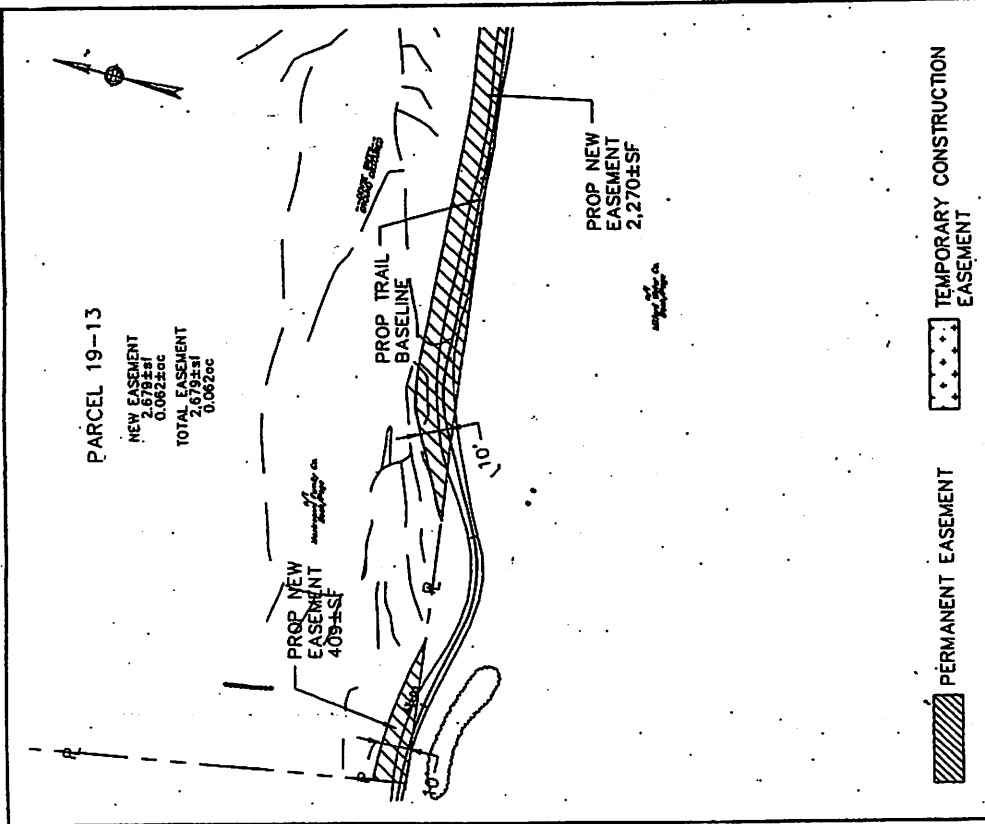 PARCEL 19-13
NEW EASEMENT
2,679±sf
0.062±ac
TOTAL EASEMENT
2,679±sf
0.062ac
PROP NEW
EASEMENT
409±SF
PROP TRAIL
BASELINE
PROP NEW
EASEMENT
2,270±SF
10'
10'
PERMANENT EASEMENT
TEMPORARY CONSTRUCTION
EASEMENT